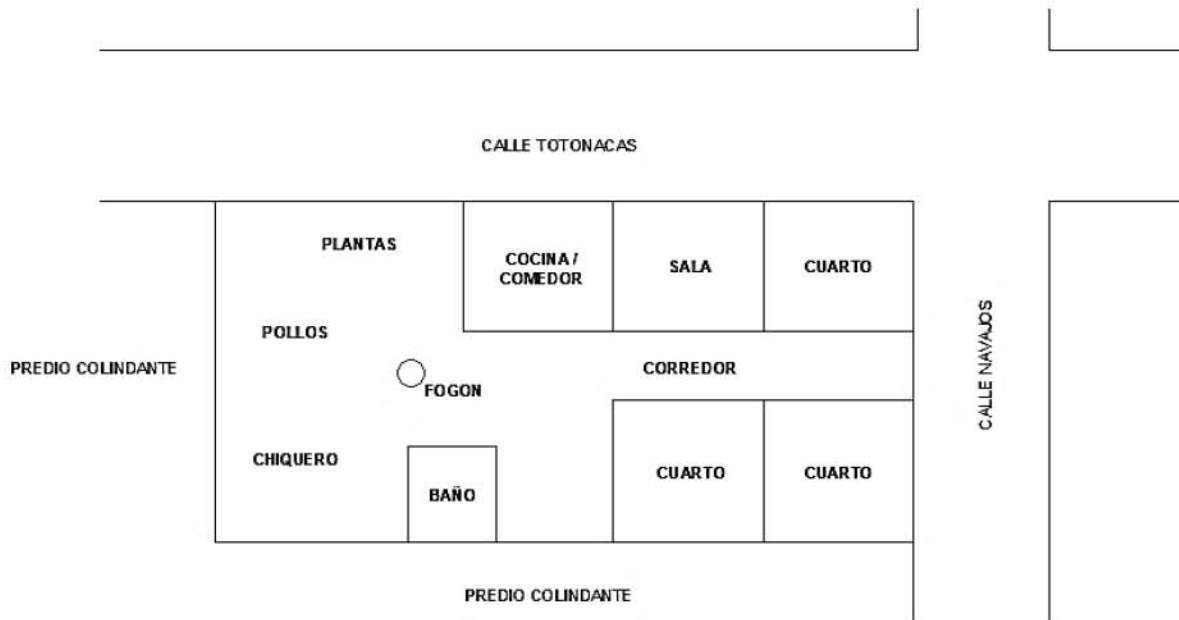 CALLE TOTONACAS
PLANTAS
COCINA /
COMEDOR
SALA
CUARTO
POLLOS
PREDIO COLINDANTE
CORREDOR
FOGON
CALLE NAVAJOS
CHIQUERO
BAÑO
CUARTO
CUARTO
PREDIO COLINDANTE